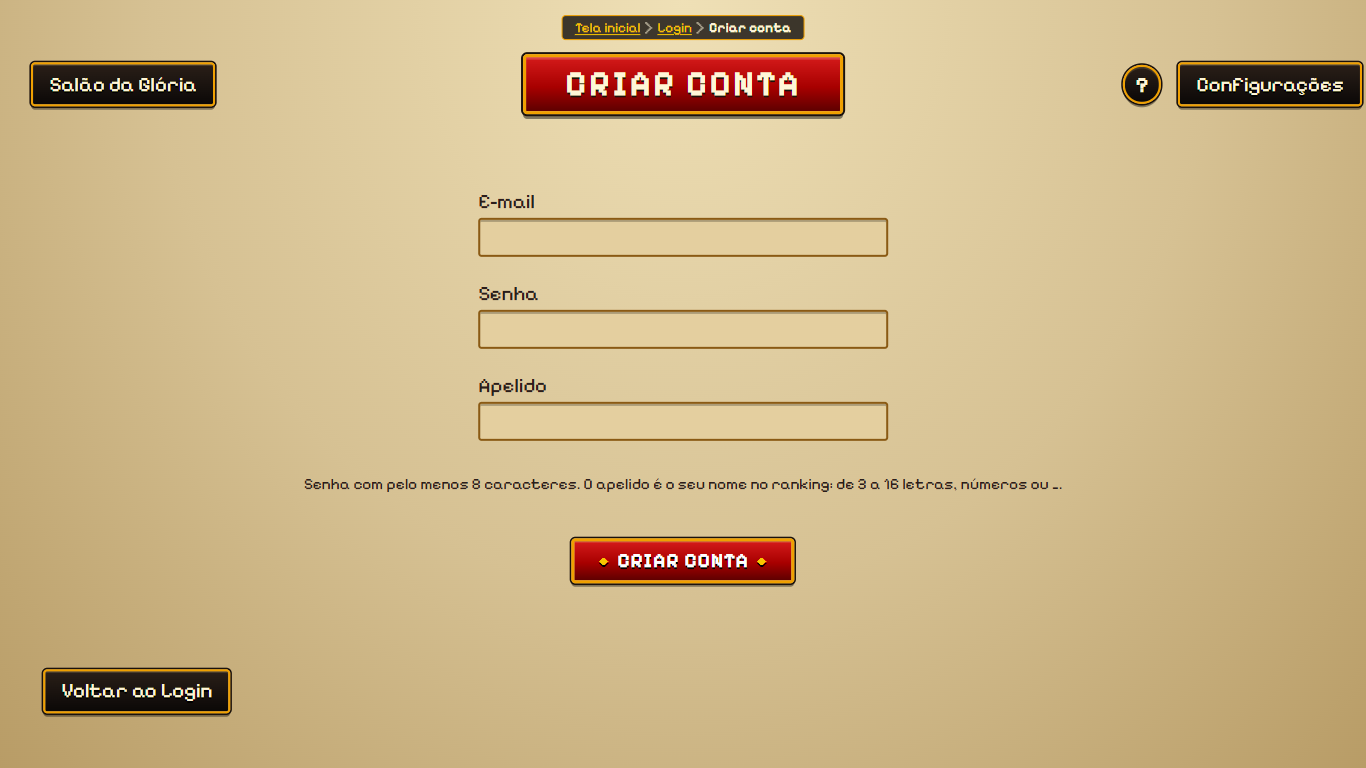 Tela inicial > Login > Criar conta
Salão da Glória
CRIAR CONTA
?
Configurações
E-mail
Senha
Apelido
Senha com pelo menos 8 caracteres. O apelido é o seu nome no ranking: de 3 a 16 letras, números ou _.
CRIAR CONTA
Voltar ao Login